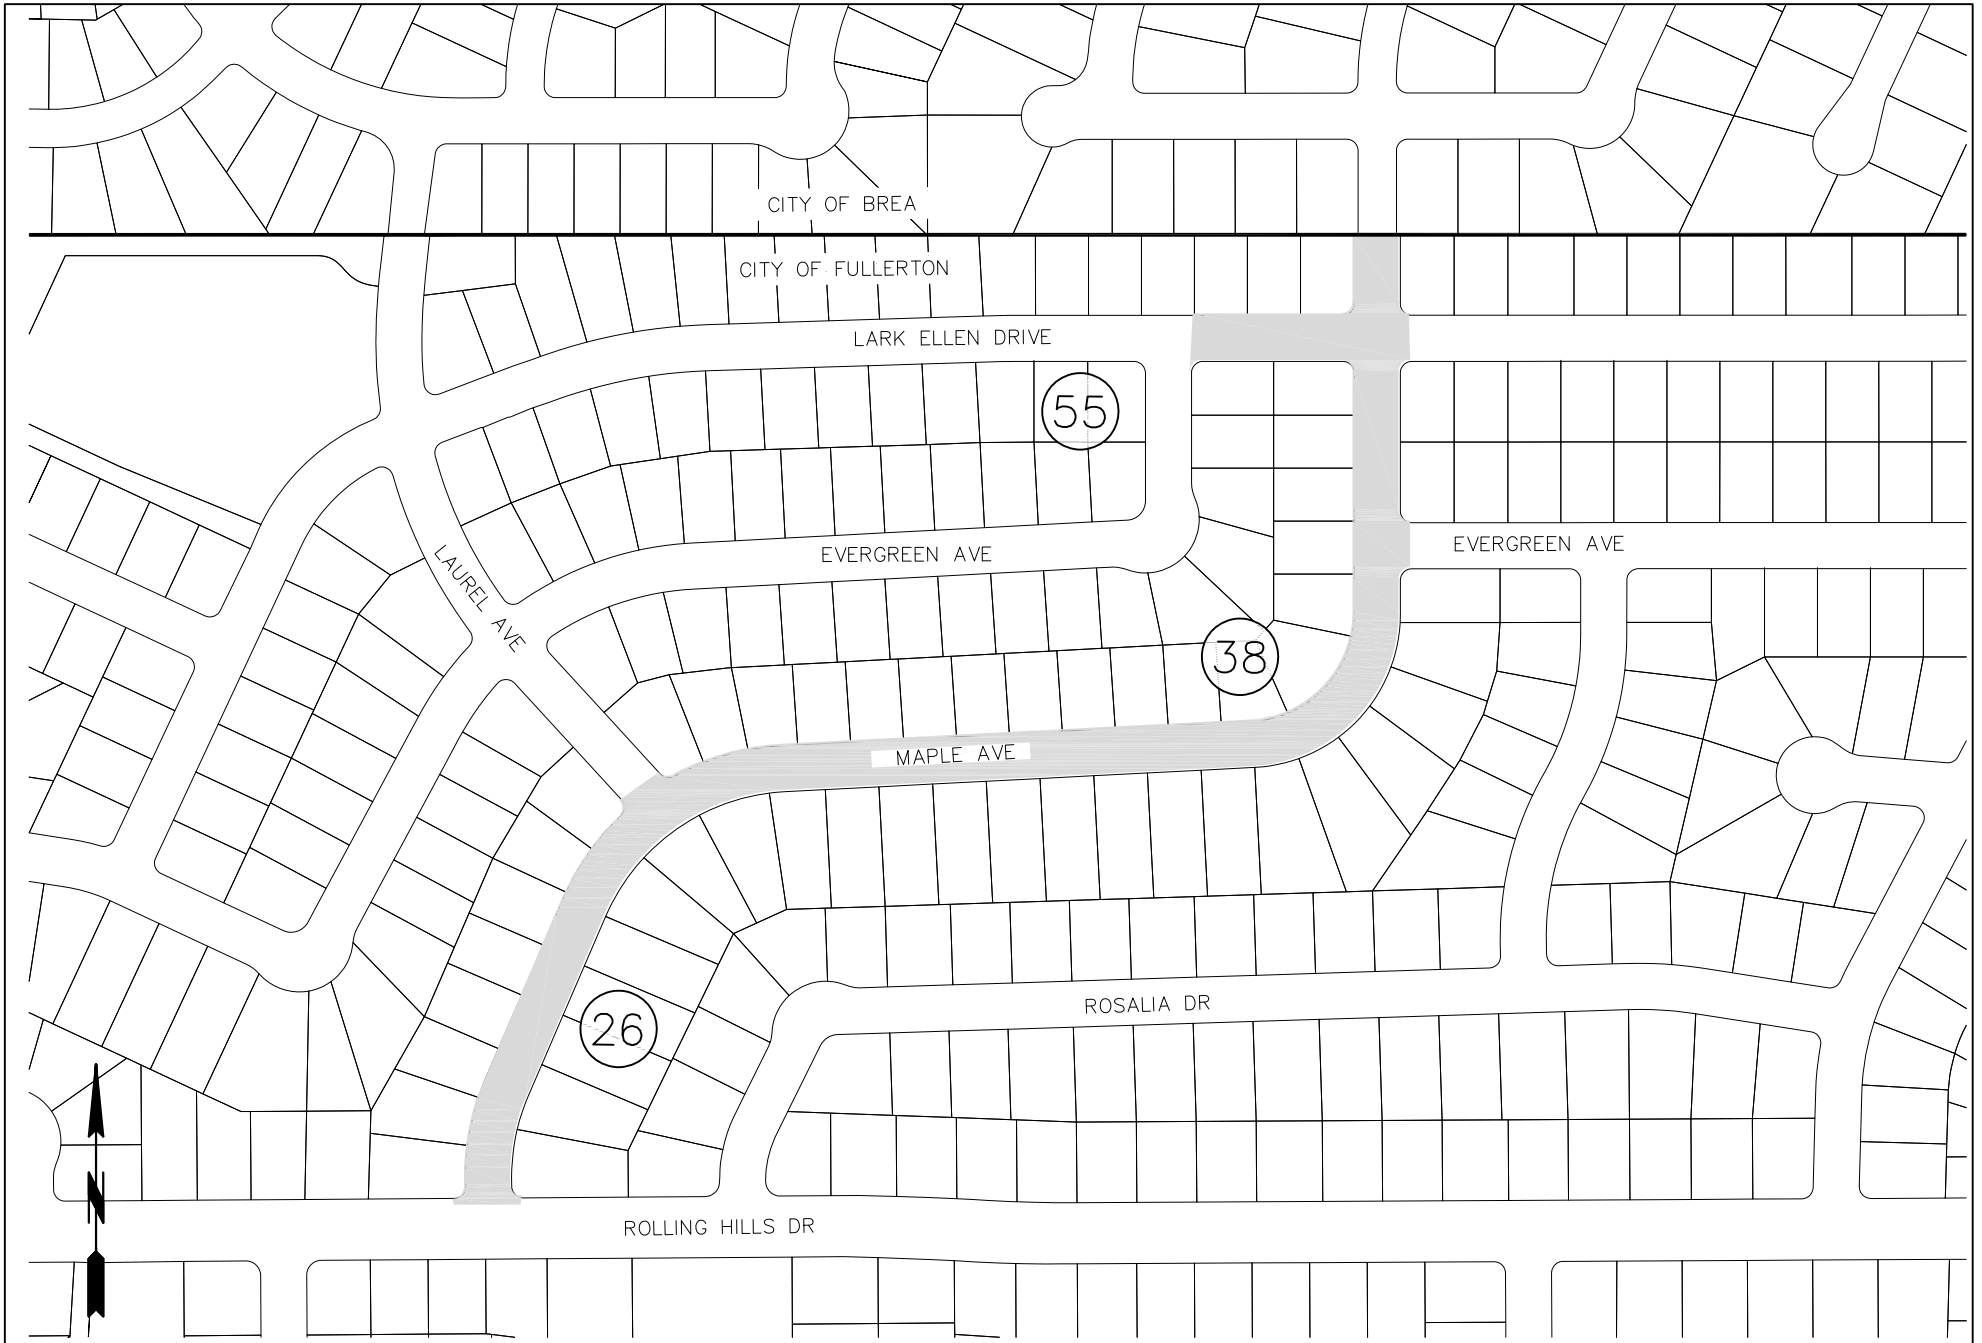 CITY OF BREA
CITY OF FULLERTON
LARK ELLEN DRIVE
55
EVERGREEN AVE
EVERGREEN AVE
LAUREL AVE
38
MAPLE AVE
ROSALIA DR
26
N
ROLLING HILLS DR